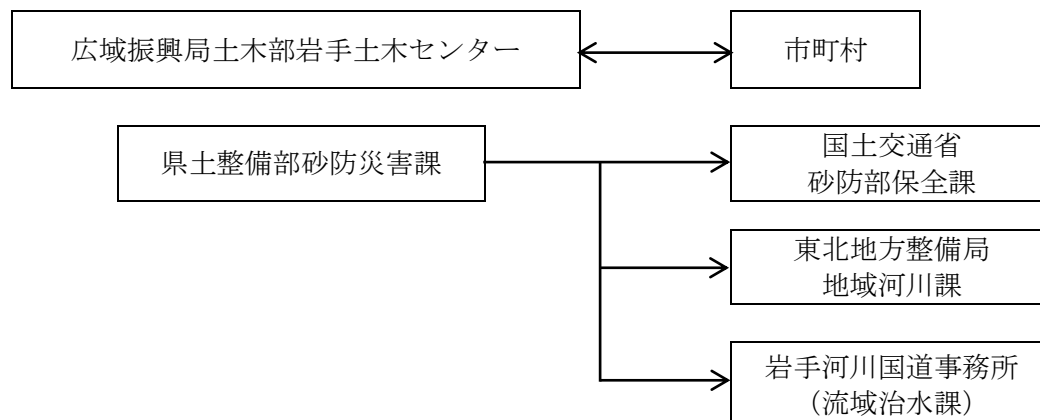 広域振興局土木部岩手土木センター
市町村
県土整備部砂防災害課
国土交通省
砂防部保全課
東北地方整備局
地域河川課
岩手河川国道事務所
（流域治水課）